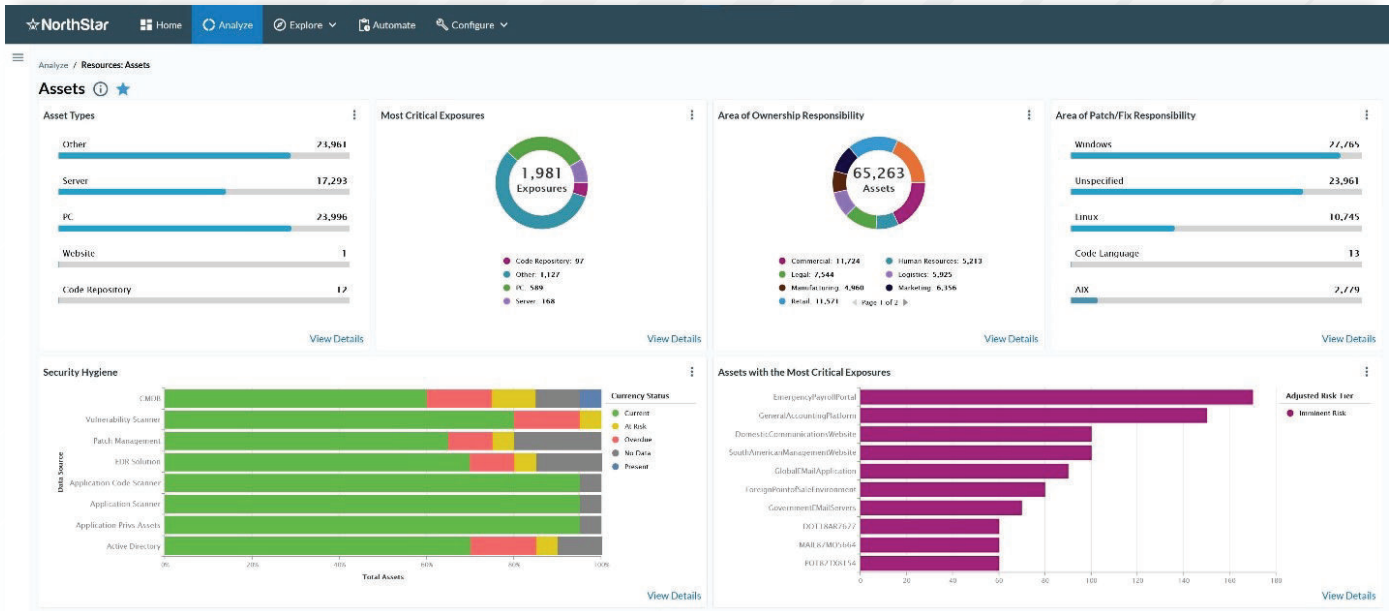 NorthStar Home Analyze Explore Automate Configure
Analyze / Resources: Assets
Assets
Asset Types
Other 23,961
Server 17,293
PC 23,996
Website 1
Code Repository 12
View Details
Most Critical Exposures
1,981
Exposures
Code Repository: 97
Other: 1,127
PC: 589
Server: 168
View Details
Area of Ownership Responsibility
65,263
Assets
Commercial: 11,724 Human Resources: 5,213
Legal: 7,544 Logistics: 5,925
Manufacturing: 4,960 Marketing: 6,356
Retail: 11,571 Page 1 of 2
View Details
Area of Patch/Fix Responsibility
Windows 27,765
Unspecified 23,961
Linux 10,745
Code Language 13
AIX 2,779
View Details
Security Hygiene
Data Source
CMDB
Vulnerability Scanner
Patch Management
EDR Solution
Application Code Scanner
Application Scanner
Application Privs Assets
Active Directory
0% 20% 40% 60% 80% 100%
Total Assets
Currency Status
Current
At Risk
Overdue
No Data
Present
View Details
Assets with the Most Critical Exposures
EmergencyPayrollPortal
GeneralAccountingPlatform
DomesticCommunicationsWebsite
SouthAmericanManagementWebsite
GlobalEMailApplication
ForeignPointofSaleEnvironment
GovernmentEMailServers
0 20 40 60 80 100 120 140 160 180
Adjusted Risk Tier
Imminent Risk
View Details